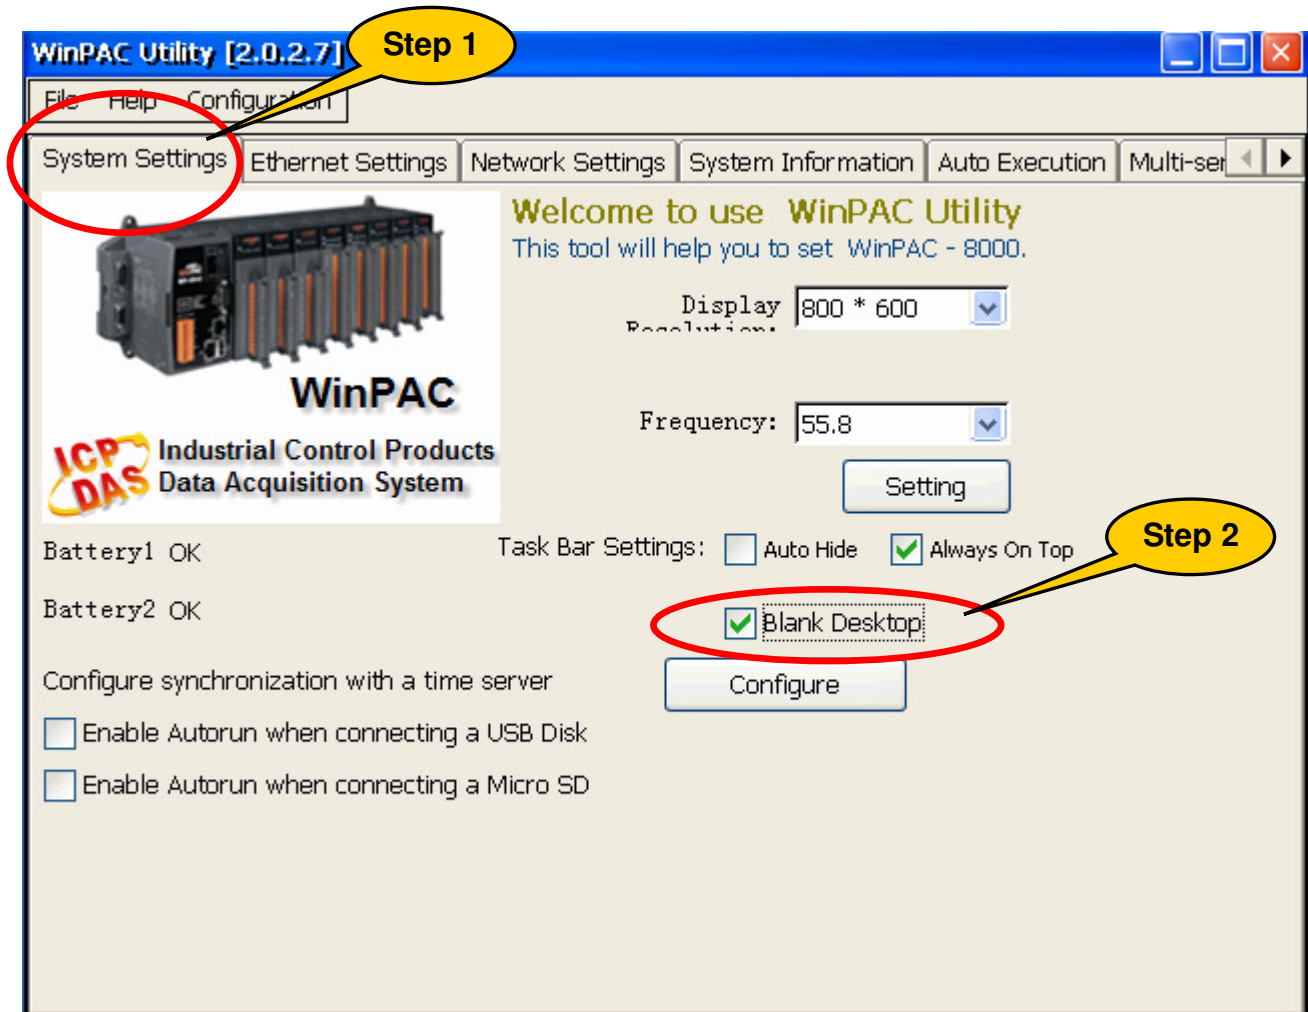 Step 1
WinPAC Utility [2.0.2.7]
File Help Configuration
System Settings Ethernet Settings Network Settings System Information Auto Execution Multi-ser
Welcome to use WinPAC Utility
This tool will help you to set WinPAC - 8000.
Display 800 * 600
Resolution:
WinPAC
Frequency: 55.8
ICP DAS
Industrial Control Products
Data Acquisition System
Setting
Step 2
Battery1 OK
Task Bar Settings: Auto Hide Always On Top
Battery2 OK
Blank Desktop
Configure synchronization with a time server Configure
Enable Autorun when connecting a USB Disk
Enable Autorun when connecting a Micro SD